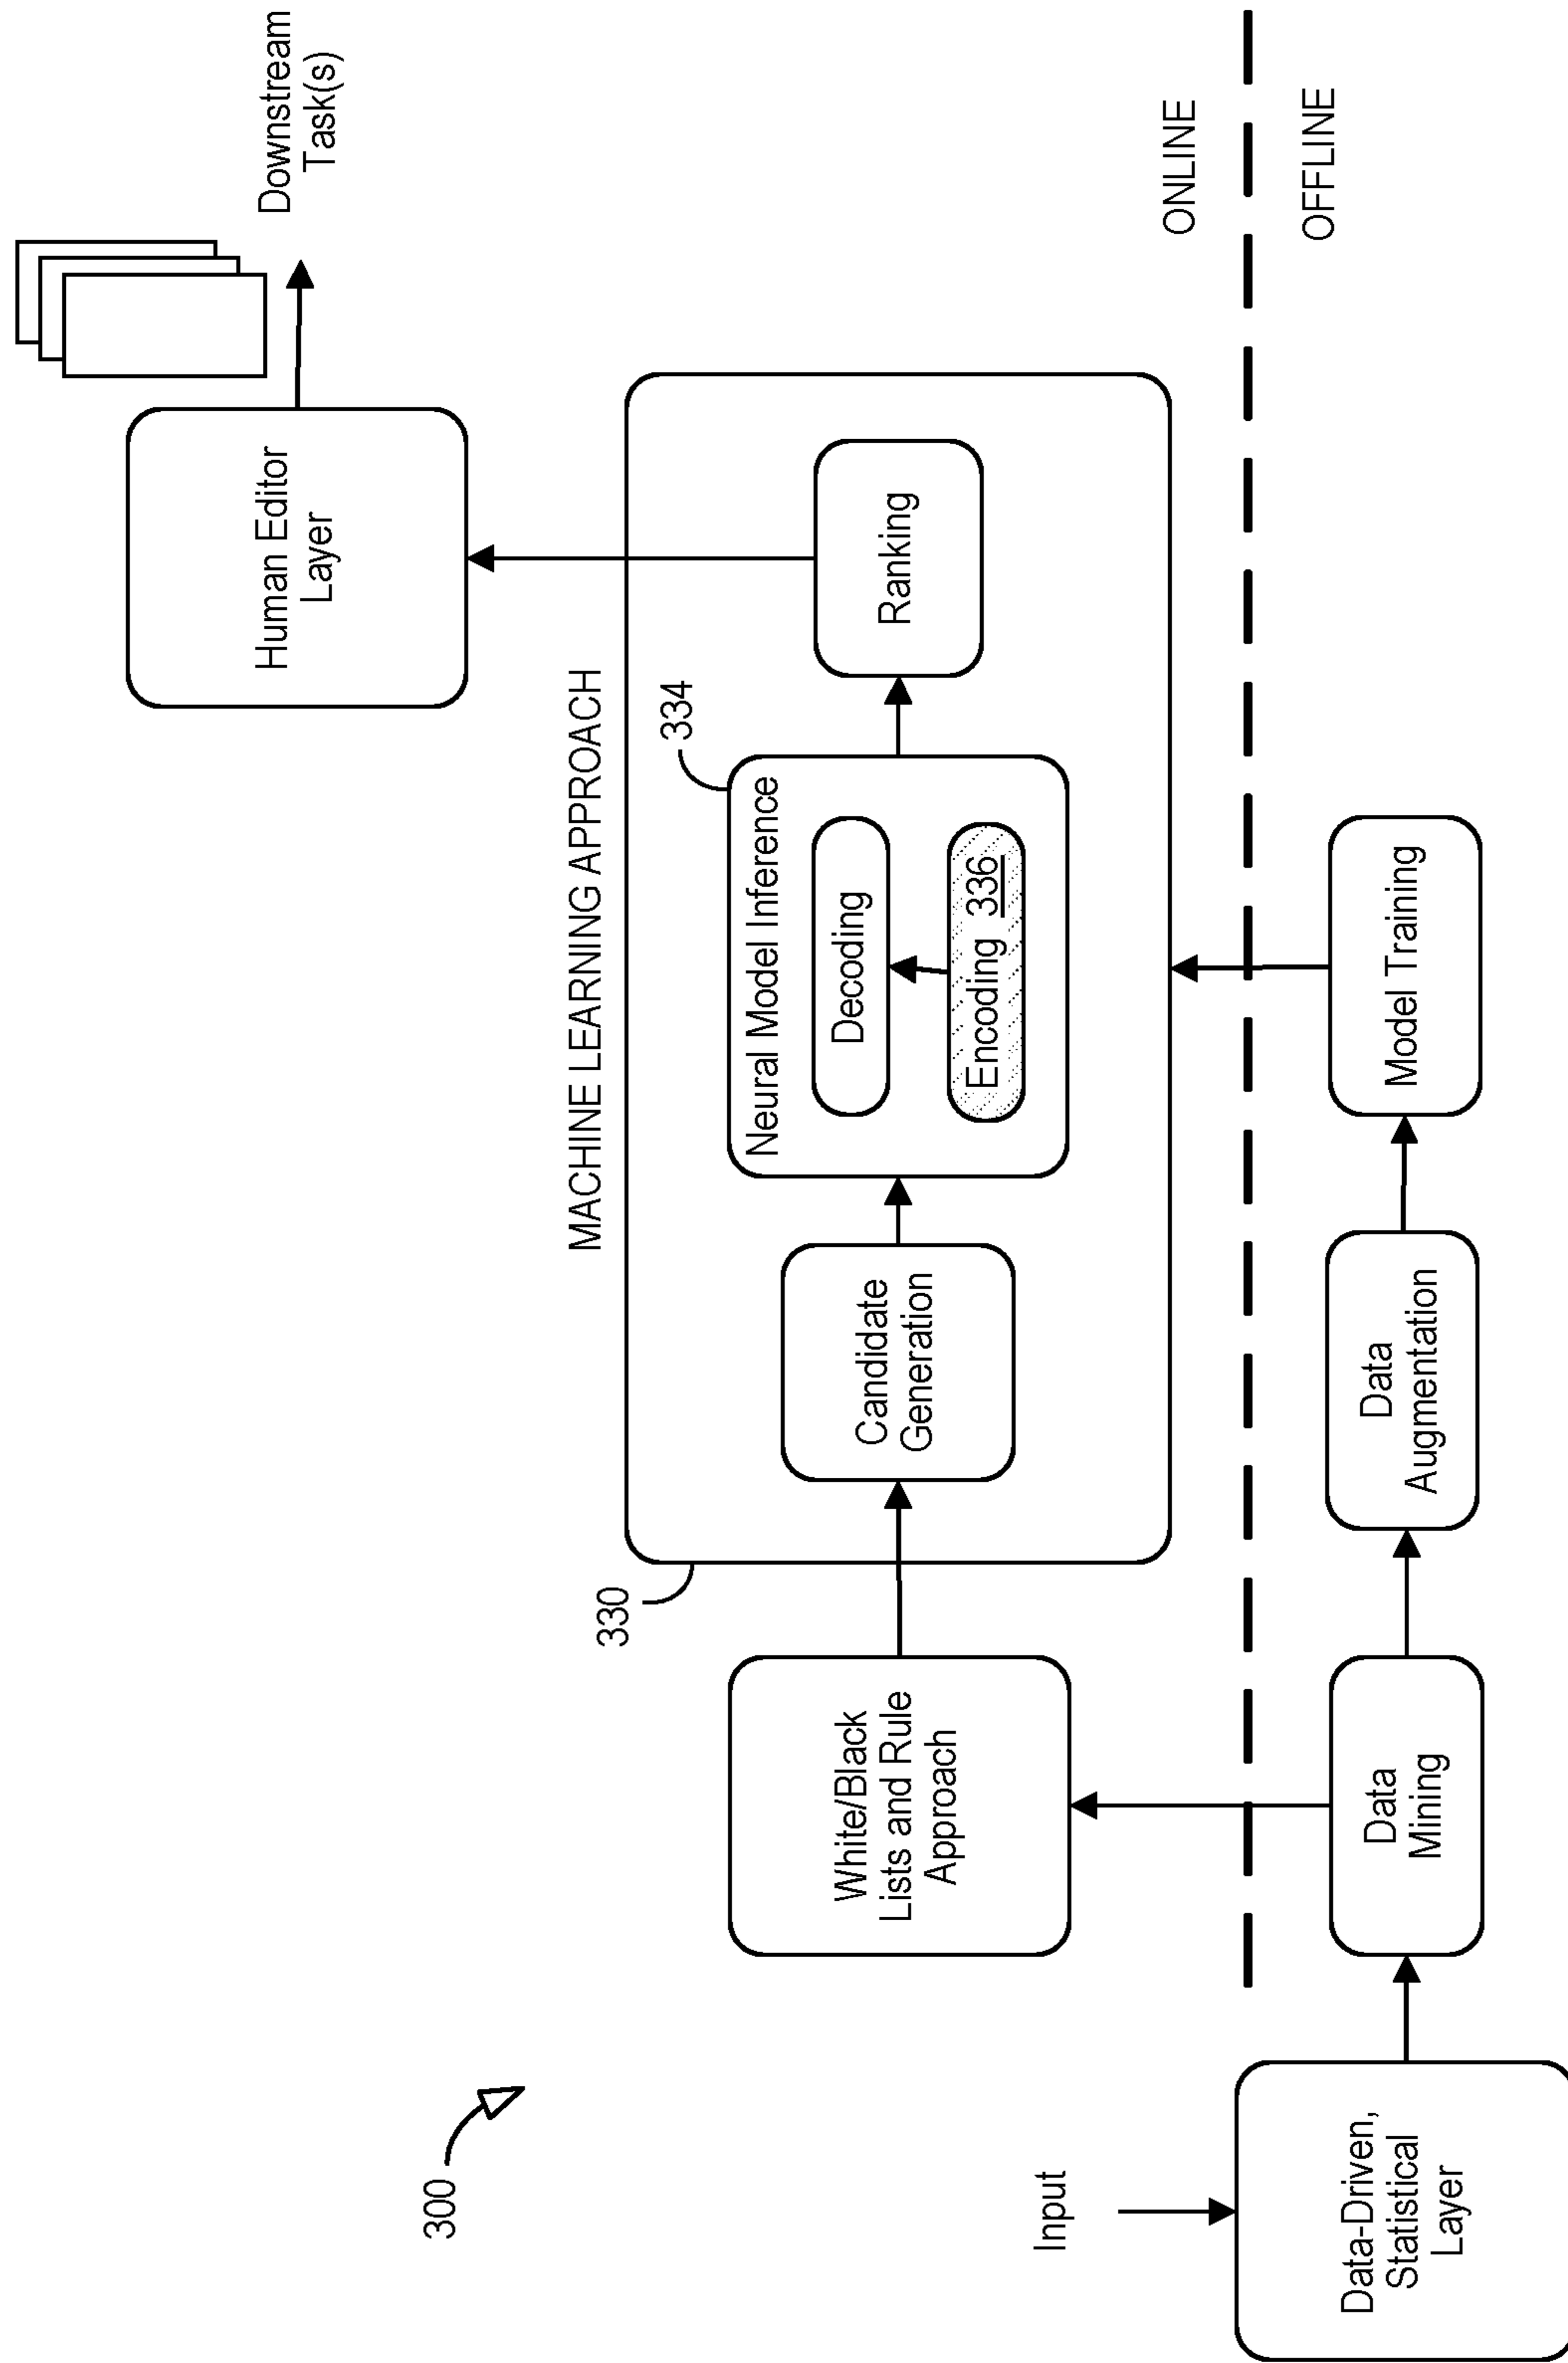 300
Input
Data-Driven,
Statistical
Layer
White/Black
Lists and Rule
Approach
Data
Mining
330
MACHINE LEARNING APPROACH
Candidate
Generation
Neural Model Inference
334
Decoding
Encoding 336
Ranking
Data
Augmentation
Model Training
Human Editor
Layer
Downstream
Task(s)
ONLINE
OFFLINE